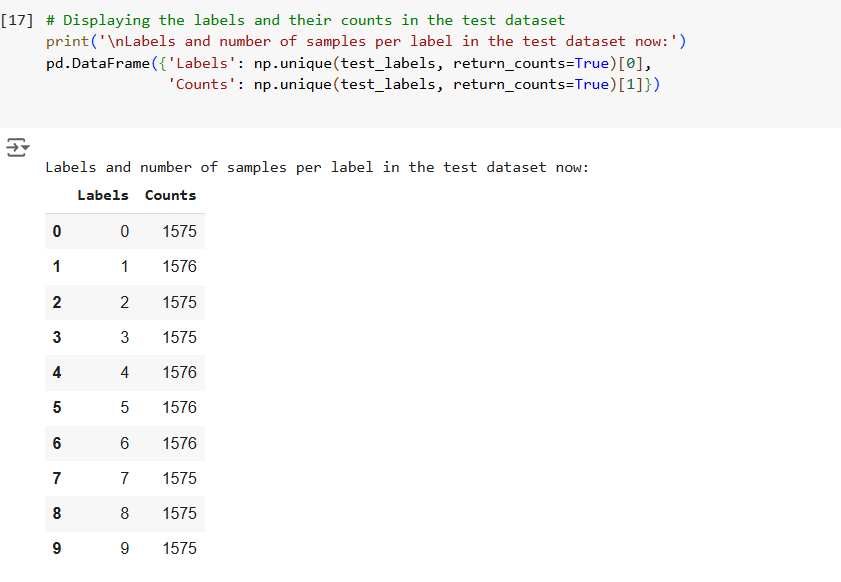 [17] # Displaying the labels and their counts in the test dataset
print('\nLabels and number of samples per label in the test dataset now:')
pd.DataFrame({'Labels': np.unique(test_labels, return_counts=True)[0],
'Counts': np.unique(test_labels, return_counts=True)[1]})
Labels and number of samples per label in the test dataset now:
Labels Counts
0 0 1575
1 1 1576
2 2 1575
3 3 1575
4 4 1576
5 5 1576
6 6 1576
7 7 1575
8 8 1575
9 9 1575